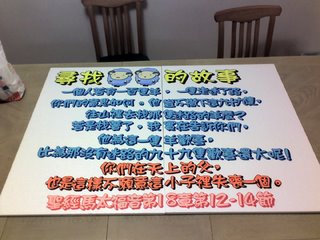 尋找的故事
一個人若有一百隻羊，一隻走迷了路，
你們的意思如何，他豈不撇下九十九隻，
往山裡去找那隻迷路的羊麼？
若是找著了，我實在告訴你們，
他為這一隻羊歡喜，
比為那沒有迷路的九十九隻歡喜更大呢！
你們在天上的父，
也是這樣不願意這小子裡失喪一個。
聖經馬太福音第18章第12-14節